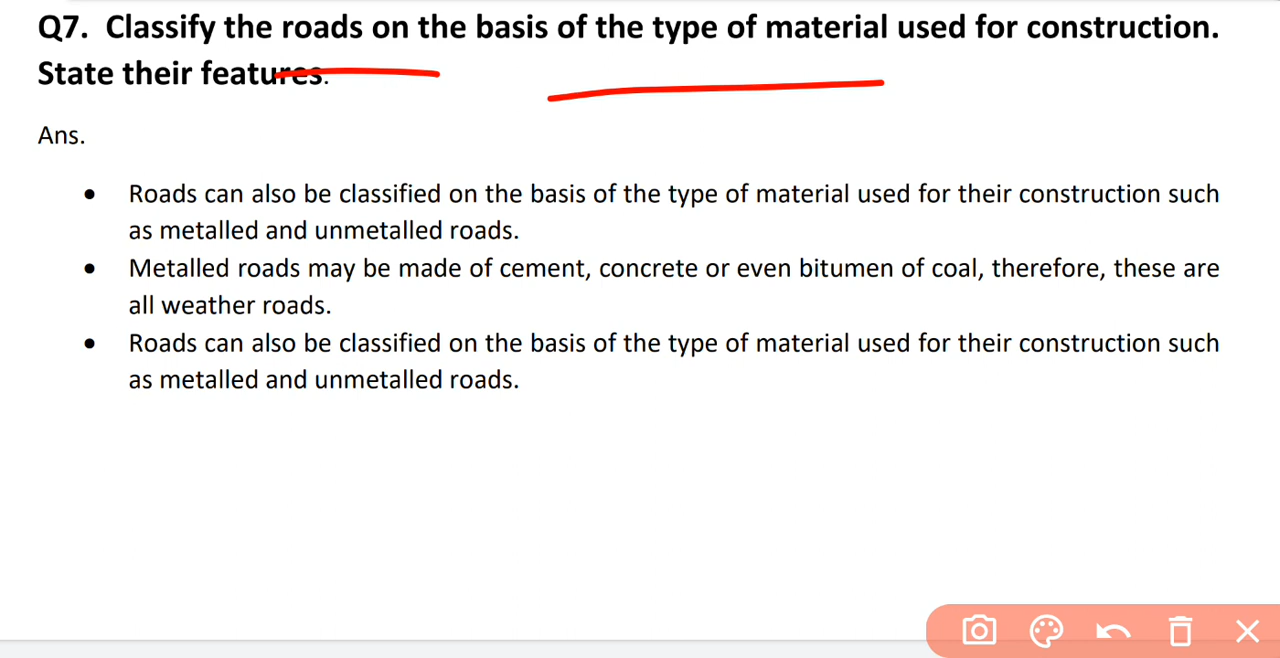 Q7. Classify the roads on the basis of the type of material used for construction.
State their features.
Ans.
• Roads can also be classified on the basis of the type of material used for their construction such
as metalled and unmetalled roads.
• Metalled roads may be made of cement, concrete or even bitumen of coal, therefore, these are
all weather roads.
• Roads can also be classified on the basis of the type of material used for their construction such
as metalled and unmetalled roads.